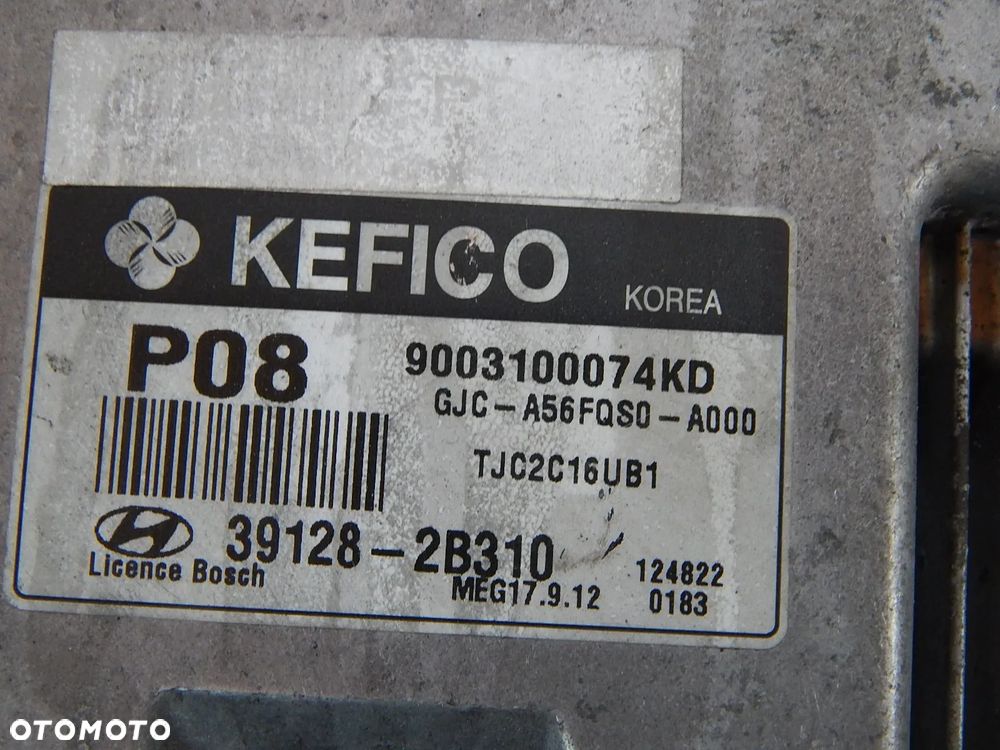 KEFICO
KOREA
P08
9003100074KD
GJC-A56FQS0-A000
TJC2C16UB1
39128-2B310
Licence Bosch
MEG17.9.12
124822
0183
OTOMOTO